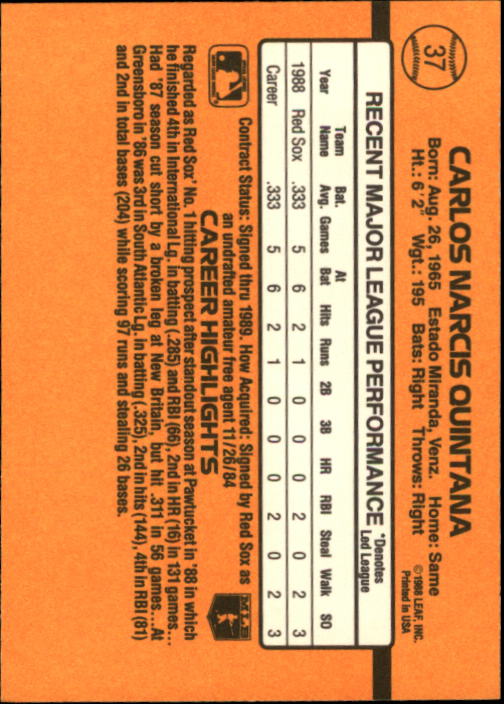 37
CARLOS NARCIS QUINTANA
Born: Aug. 26, 1965 Estado Miranda, Venz. Home: Same
Ht.: 6'2" Wgt.: 195 Bats: Right Throws: Right
©1988 LEAF, INC.
Printed in USA
RECENT MAJOR LEAGUE PERFORMANCE *Denotes Led League
Year Team Name Bat. Avg. Games At Bat Hits Runs 2B 3B HR RBI Steal Walk SO
1988 Red Sox .333 5 6 2 1 0 0 0 2 0 2 3
Career .333 5 6 2 1 0 0 0 2 0 2 3
Contract Status: Signed thru 1989. How Acquired: Signed by Red Sox as
an undrafted amateur free agent 11/26/84
CAREER HIGHLIGHTS
MLB
Regarded as Red Sox' No. 1 hitting prospect after standout season at Pawtucket in '88 in which
he finished 4th in International Lg. in batting (.285) and RBI (66), 2nd in HR (16) in 131 games...
Had '87 season cut short by a broken leg at New Britain, but hit .311 in 56 games...At
Greensboro in '86 was 3rd in South Atlantic Lg. in batting (.325), 2nd in hits (144), 4th in RBI (81)
and 2nd in total bases (204) while scoring 97 runs and stealing 26 bases.